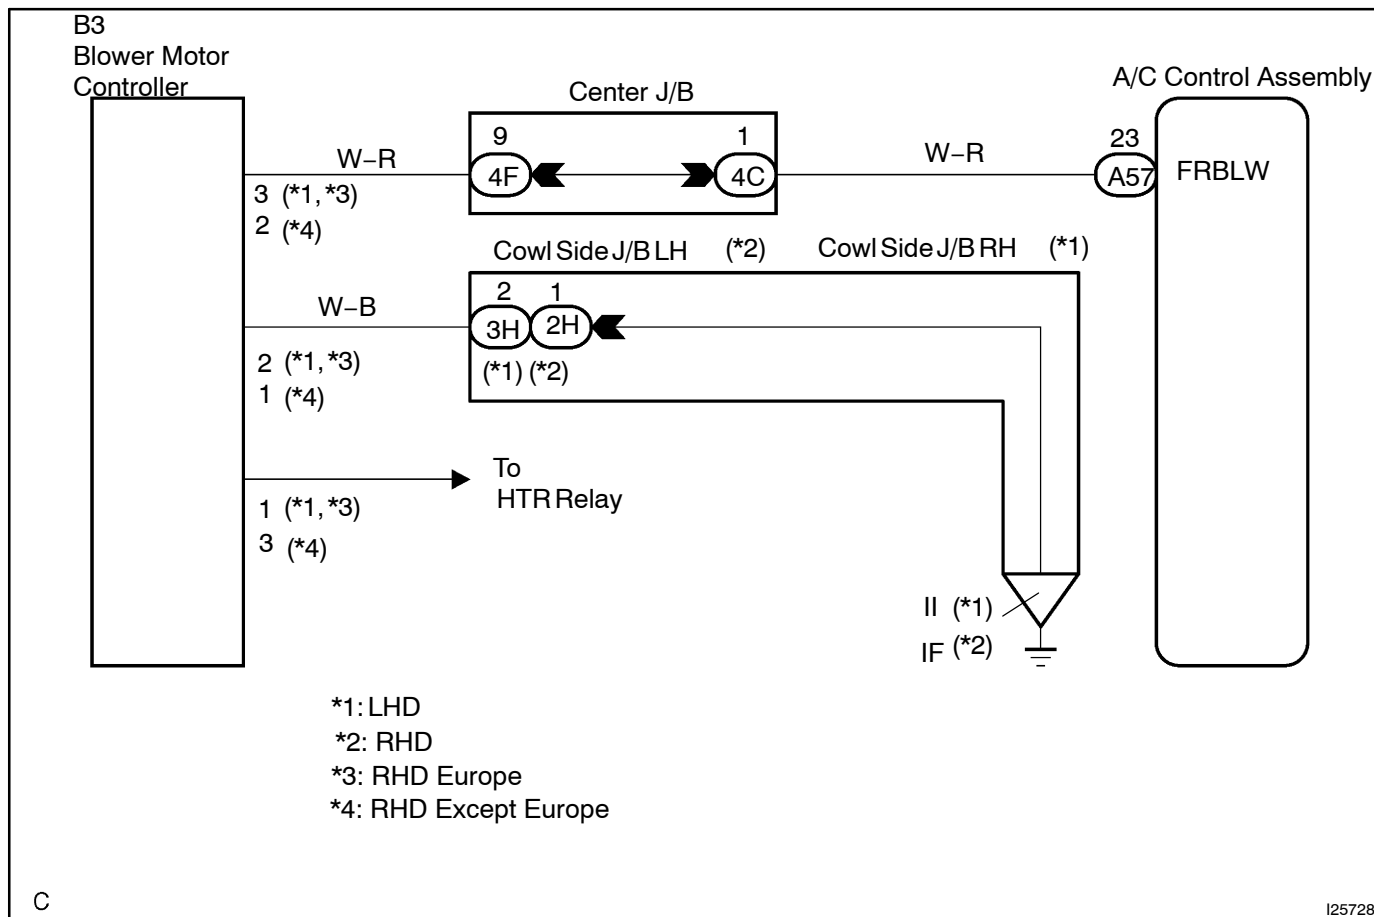 B3
Blower Motor
Controller
Center J/B
A/C Control Assembly
9
1
23
W–R
W–R
4F
4C
A57
FRBLW
3 (*1, *3)
2 (*4)
Cowl Side J/B LH (*2) Cowl Side J/B RH (*1)
2
1
W–B
3H
2H
2 (*1, *3)
(*1) (*2)
1 (*4)
To
HTR Relay
1 (*1, *3)
3 (*4)
II (*1)
IF (*2)
*1: LHD
*2: RHD
*3: RHD Europe
*4: RHD Except Europe
C
I25728